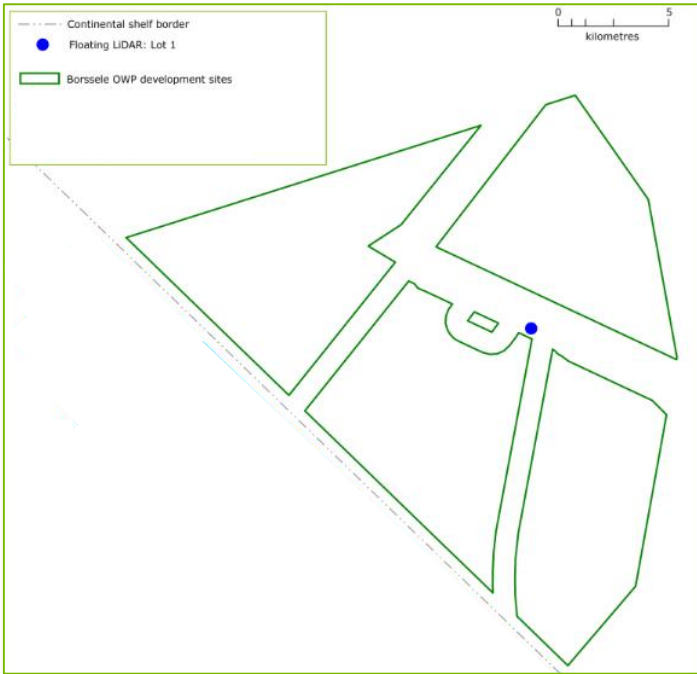 Continental shelf border
Floating LiDAR: Lot 1
Borssele OWP development sites
0 5
kilometres